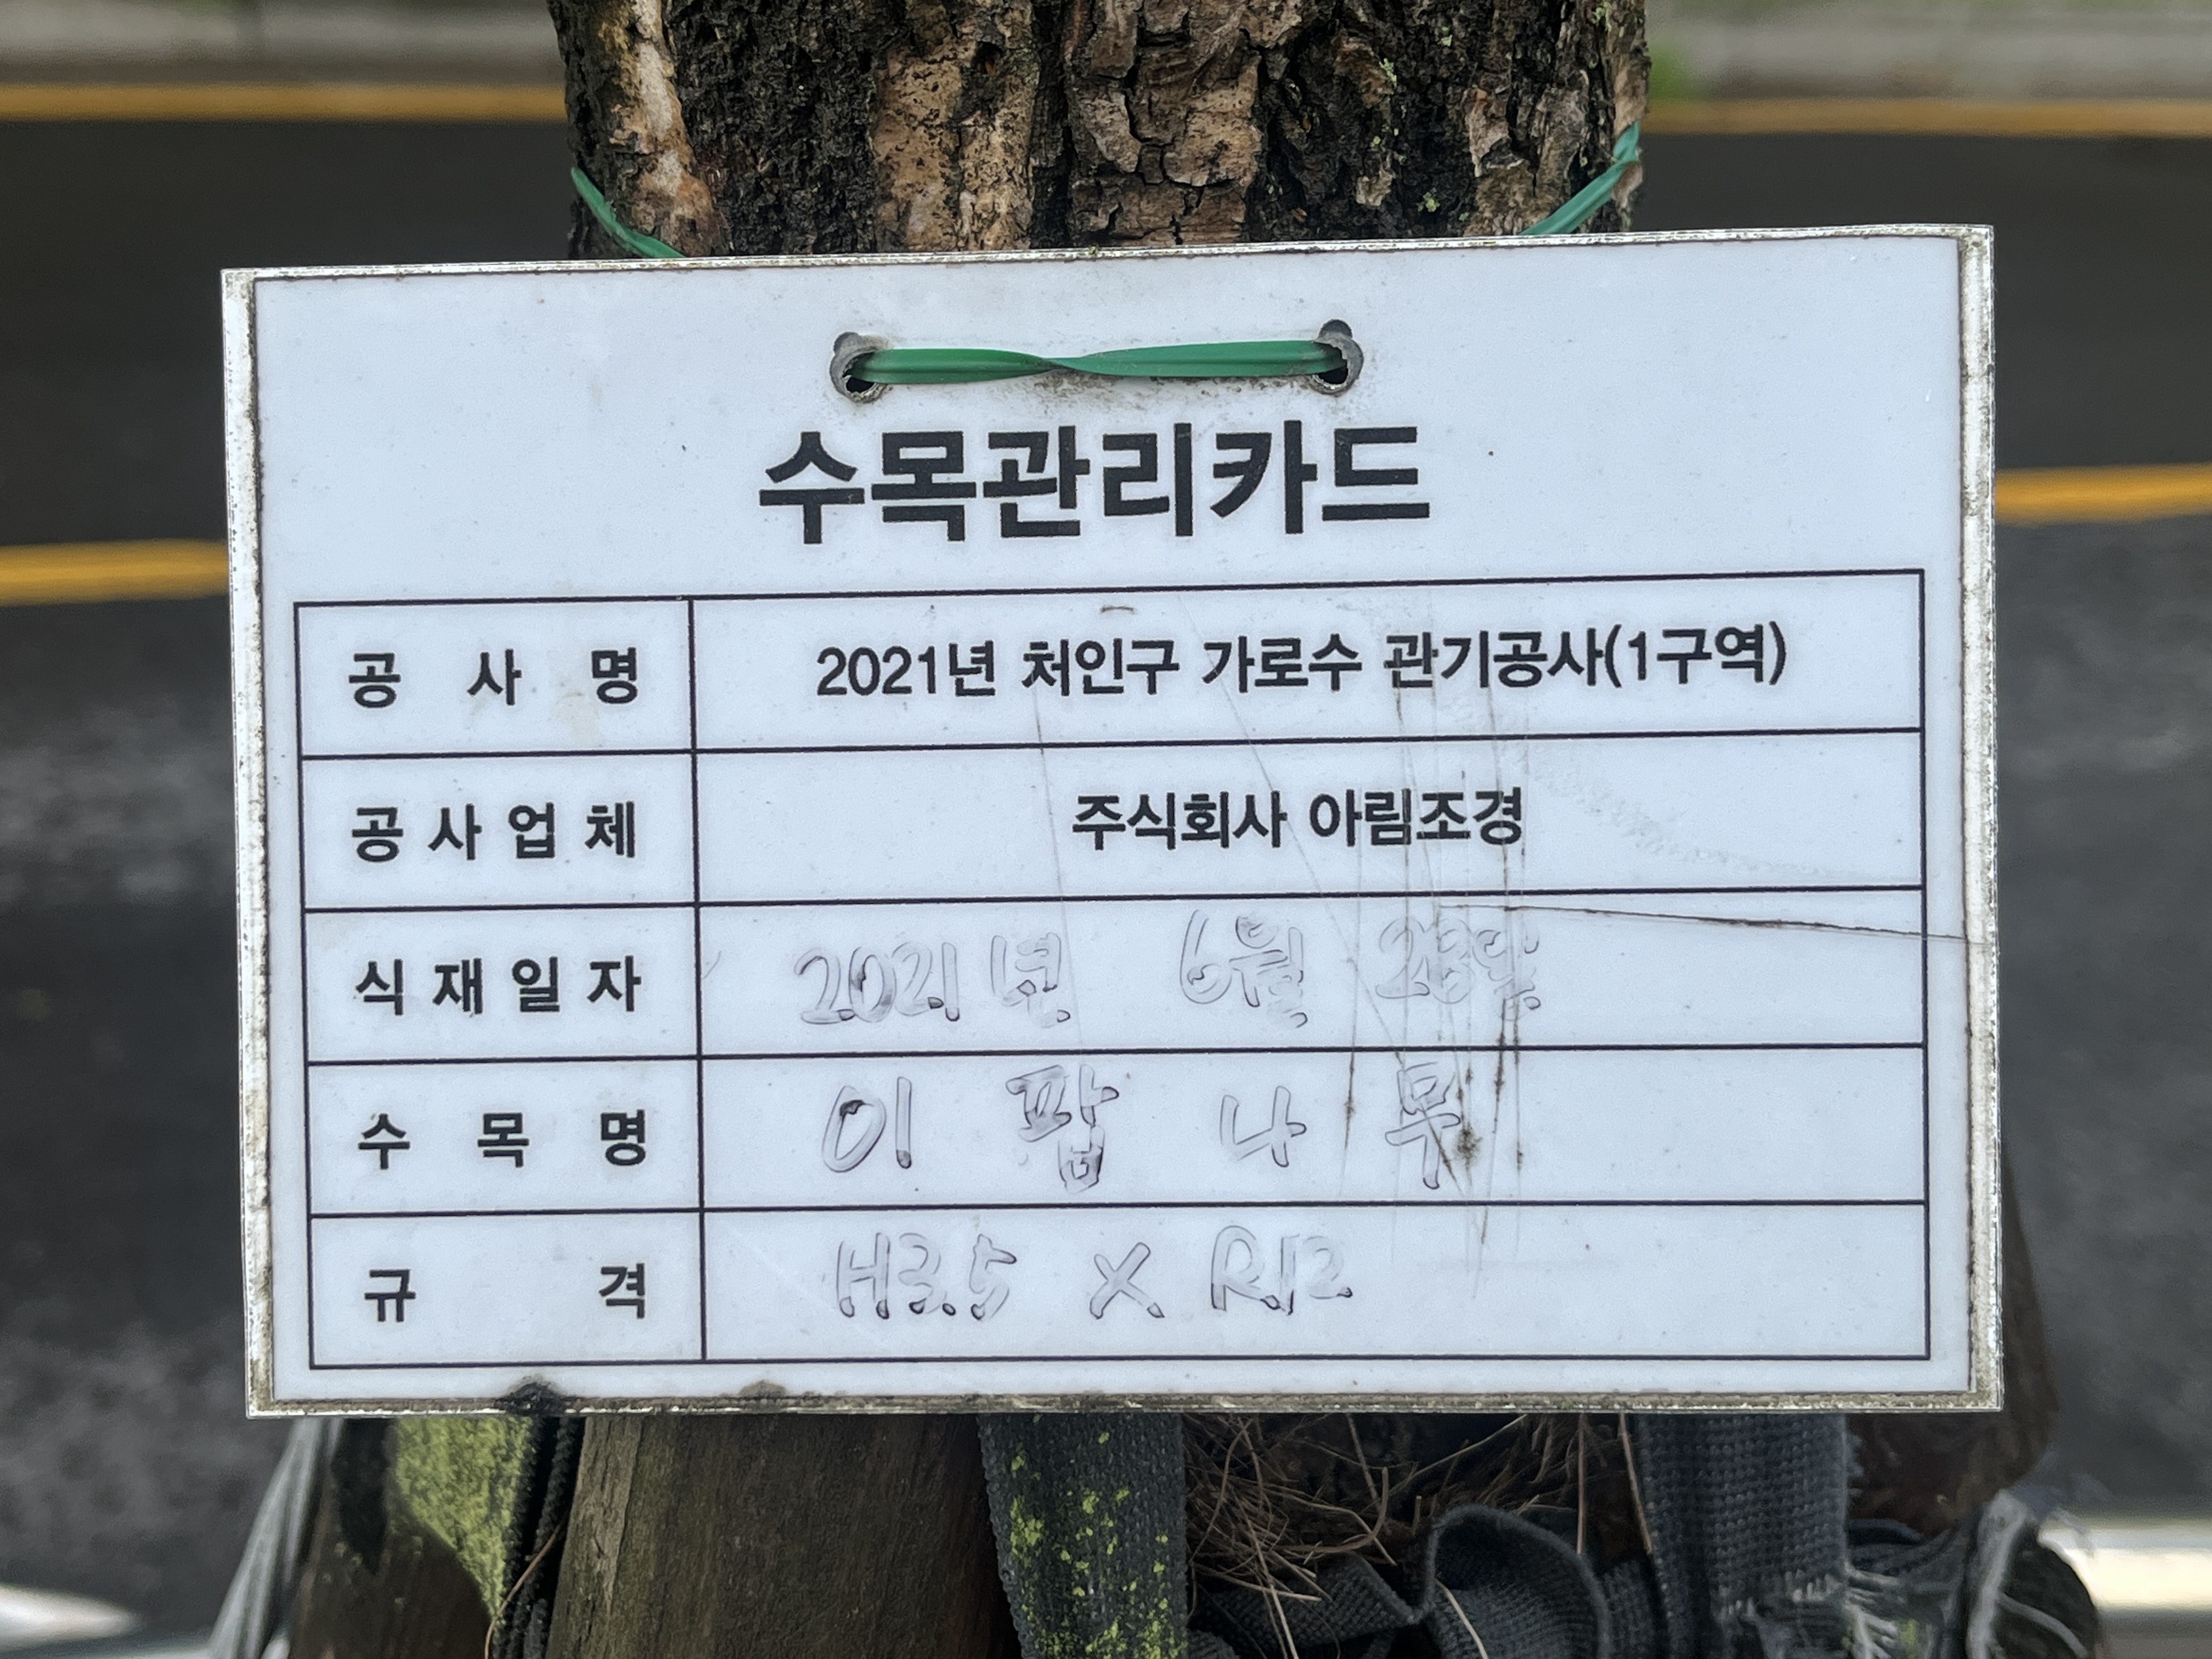 수목관리카드
공사명 2021년 처인구 가로수 관기공사(1구역)
공사업체 주식회사 아림조경
식재일자 2021년 6월 28일
수목명 이팝나무
규격 H3.5 X R12